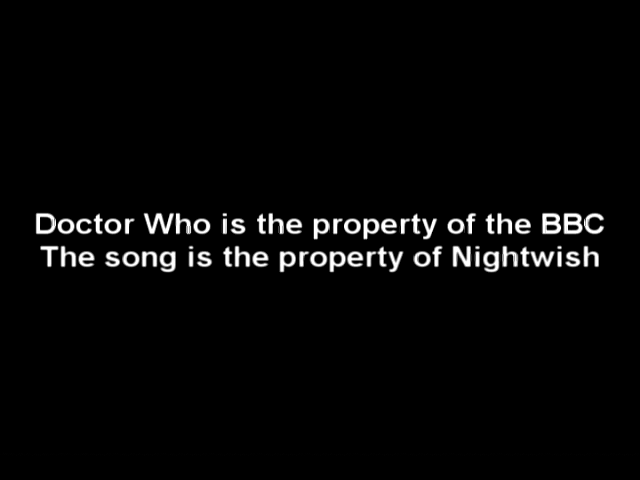 Doctor Who is the property of the BBC
The song is the property of Nightwish